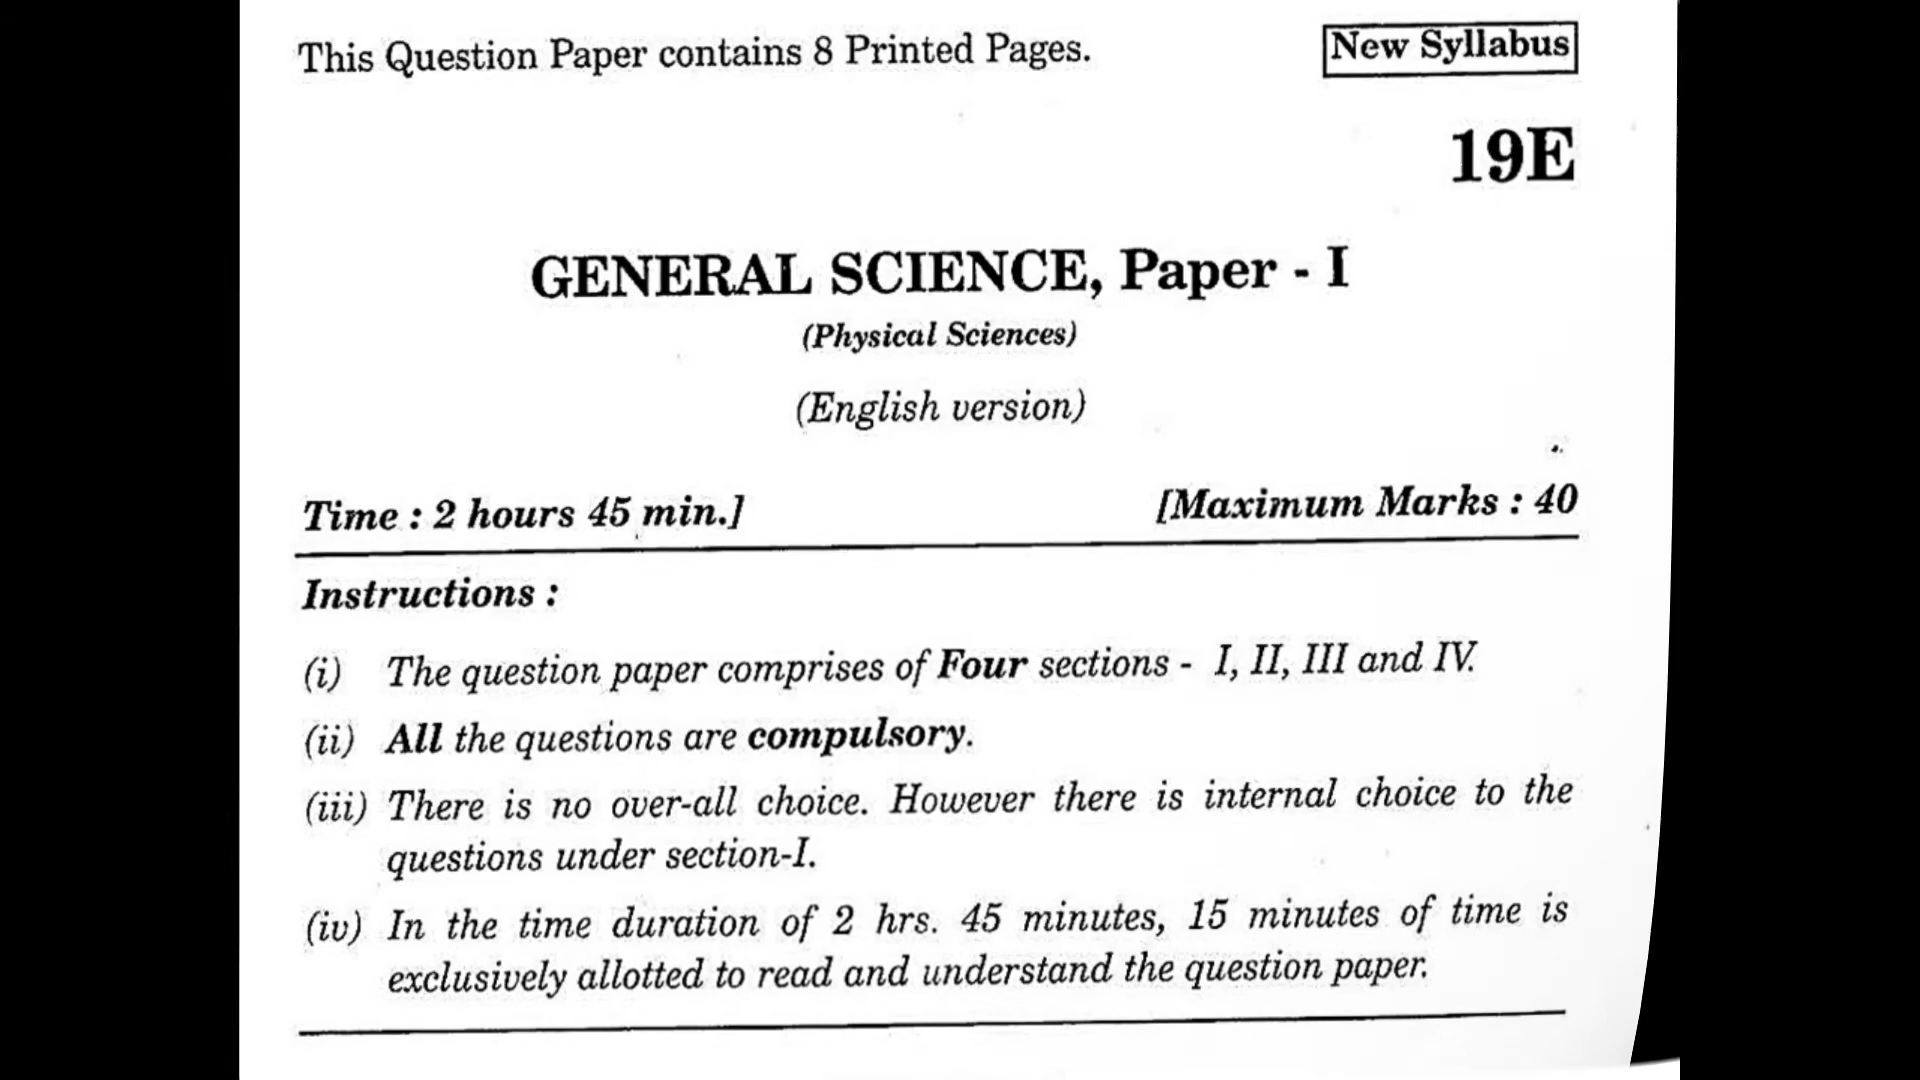 This Question Paper contains 8 Printed Pages.
New Syllabus
19E
GENERAL SCIENCE, Paper - I
(Physical Sciences)
(English version)
Time : 2 hours 45 min.]
[Maximum Marks : 40
Instructions :
(i) The question paper comprises of Four sections - I, II, III and IV.
(ii) All the questions are compulsory.
(iii) There is no over-all choice. However there is internal choice to the
questions under section-I.
(iv) In the time duration of 2 hrs. 45 minutes, 15 minutes of time is
exclusively allotted to read and understand the question paper.